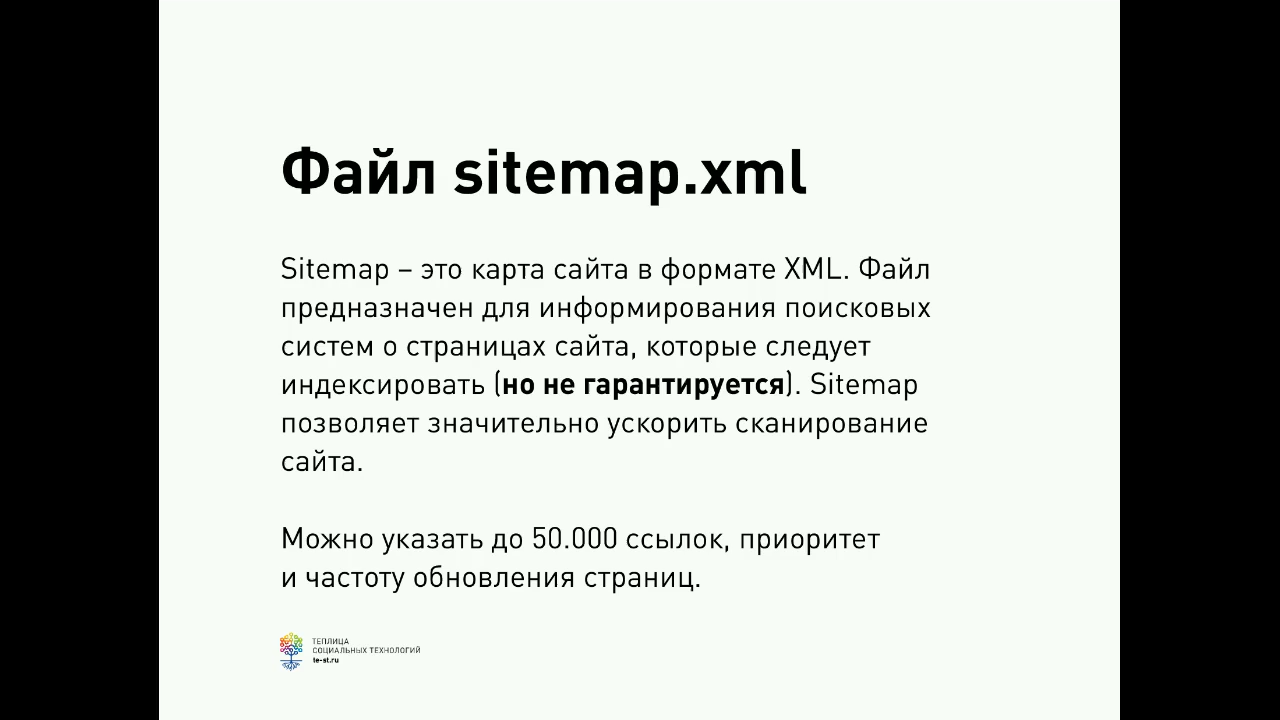 Файл sitemap.xml
Sitemap – это карта сайта в формате XML. Файл
предназначен для информирования поисковых
систем о страницах сайта, которые следует
индексировать (но не гарантируется). Sitemap
позволяет значительно ускорить сканирование
сайта.
Можно указать до 50.000 ссылок, приоритет
и частоту обновления страниц.
ТЕПЛИЦА
СОЦИАЛЬНЫХ ТЕХНОЛОГИЙ
te-st.ru